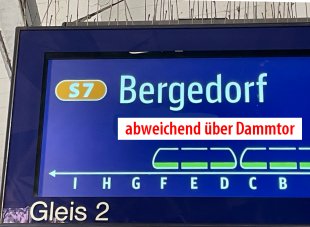 S7 Bergedorf
abweichend über Dammtor
I H G F E D C B
Gleis 2